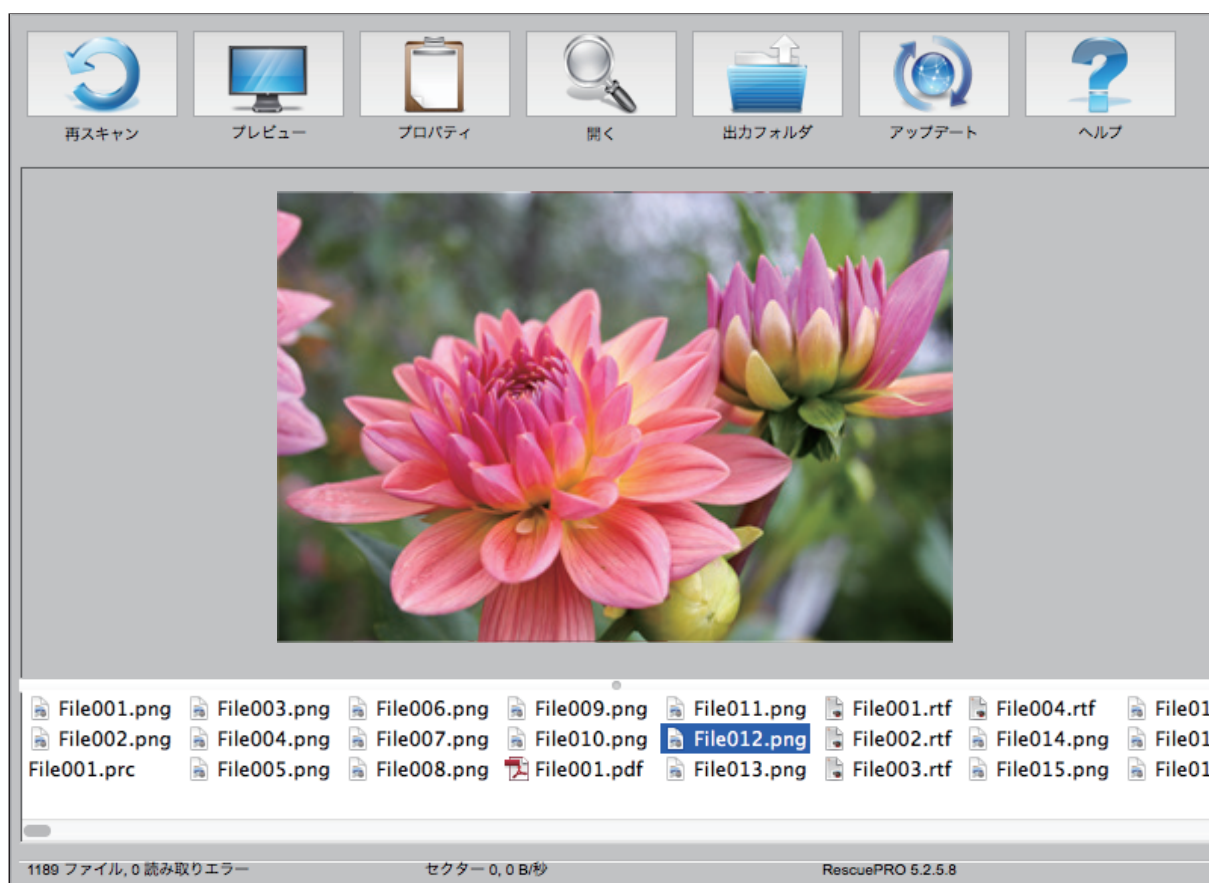 再スキャン プレビュー プロパティ 開く 出力フォルダ アップデート ヘルプ
File001.png File003.png File006.png File009.png File011.png File001.rtf File004.rtf File01
File002.png File004.png File007.png File010.png File012.png File002.rtf File014.png File01
File001.prc File005.png File008.png File001.pdf File013.png File003.rtf File015.png File01
1189 ファイル, 0 読み取りエラー セクター 0, 0 B/秒 RescuePRO 5.2.5.8